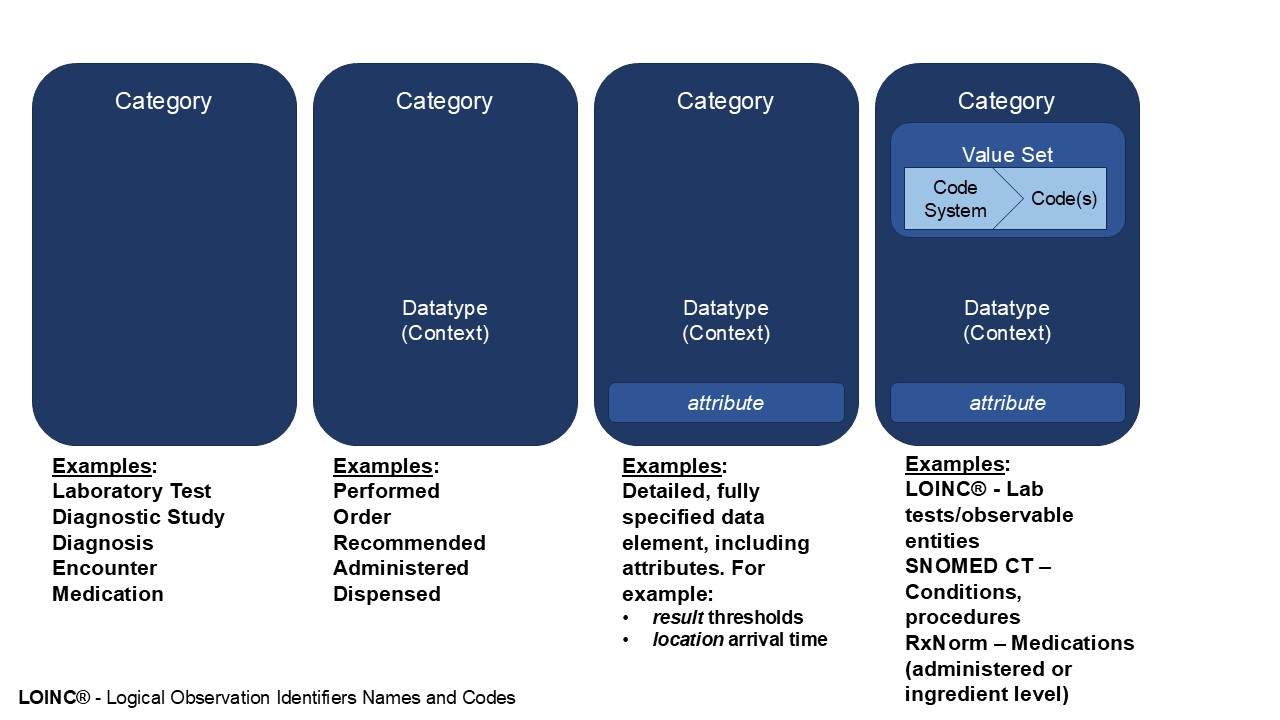 Category
Examples:
Laboratory Test
Diagnostic Study
Diagnosis
Encounter
Medication
Category
Datatype
(Context)
Examples:
Performed
Order
Recommended
Administered
Dispensed
Category
Datatype
(Context)
attribute
Examples:
Detailed, fully
specified data
element, including
attributes. For
example:
• result thresholds
• location arrival time
Category
Value Set
Code
System
Code(s)
Datatype
(Context)
attribute
Examples:
LOINC® - Lab
tests/observable
entities
SNOMED CT –
Conditions,
procedures
RxNorm – Medications
(administered or
ingredient level)
LOINC® - Logical Observation Identifiers Names and Codes